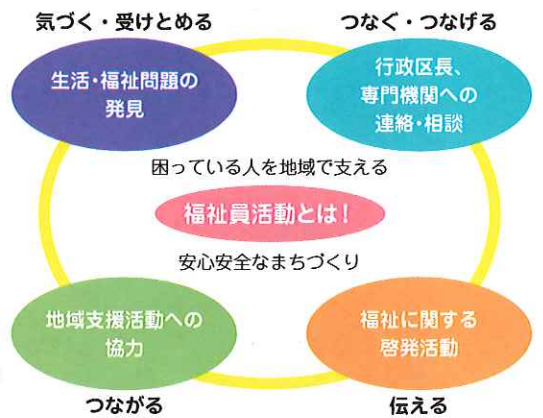 気づく・受けとめる
つなぐ・つなげる
生活・福祉問題の
発見
行政区長、
専門機関への
連絡・相談
困っている人を地域で支える
福祉員活動とは！
安心安全なまちづくり
地域支援活動への
協力
福祉に関する
啓発活動
つながる
伝える